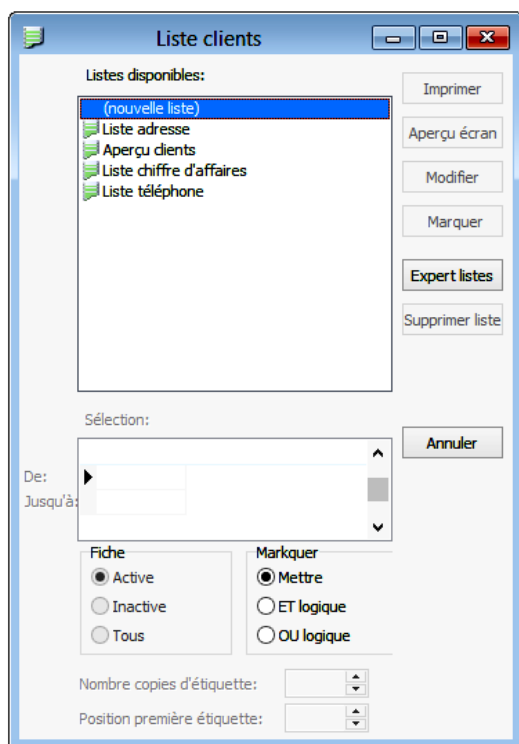 Liste clients
Listes disponibles:
(nouvelle liste)
Liste adresse
Aperçu clients
Liste chiffre d'affaires
Liste téléphone
Imprimer
Aperçu écran
Modifier
Marquer
Expert listes
Supprimer liste
Annuler
Sélection:
De:
Jusqu'à:
Fiche
Active
Inactive
Tous
Markquer
Mettre
ET logique
OU logique
Nombre copies d'étiquette:
Position première étiquette: